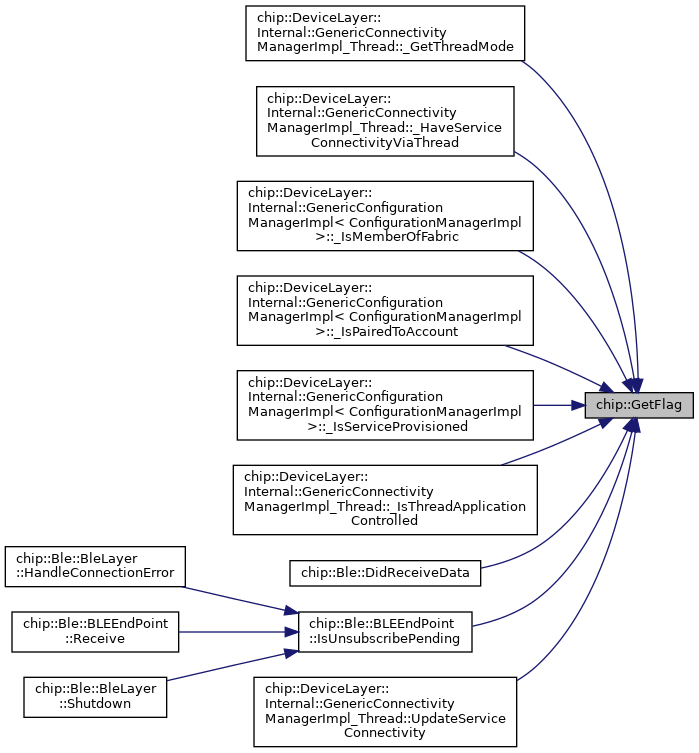 chip::DeviceLayer::
Internal::GenericConnectivity
ManagerImpl_Thread::_GetThreadMode
chip::DeviceLayer::
Internal::GenericConnectivity
ManagerImpl_Thread::_HaveService
ConnectivityViaThread
chip::DeviceLayer::
Internal::GenericConfiguration
ManagerImpl< ConfigurationManagerImpl
>::_IsMemberOfFabric
chip::DeviceLayer::
Internal::GenericConfiguration
ManagerImpl< ConfigurationManagerImpl
>::_IsPairedToAccount
chip::DeviceLayer::
Internal::GenericConfiguration
ManagerImpl< ConfigurationManagerImpl
>::_IsServiceProvisioned
chip::GetFlag
chip::DeviceLayer::
Internal::GenericConnectivity
ManagerImpl_Thread::_IsThreadApplication
Controlled
chip::Ble::DidReceiveData
chip::Ble::BleLayer
::HandleConnectionError
chip::Ble::BLEEndPoint
::Receive
chip::Ble::BLEEndPoint
::IsUnsubscribePending
chip::Ble::BleLayer
::Shutdown
chip::DeviceLayer::
Internal::GenericConnectivity
ManagerImpl_Thread::UpdateService
Connectivity